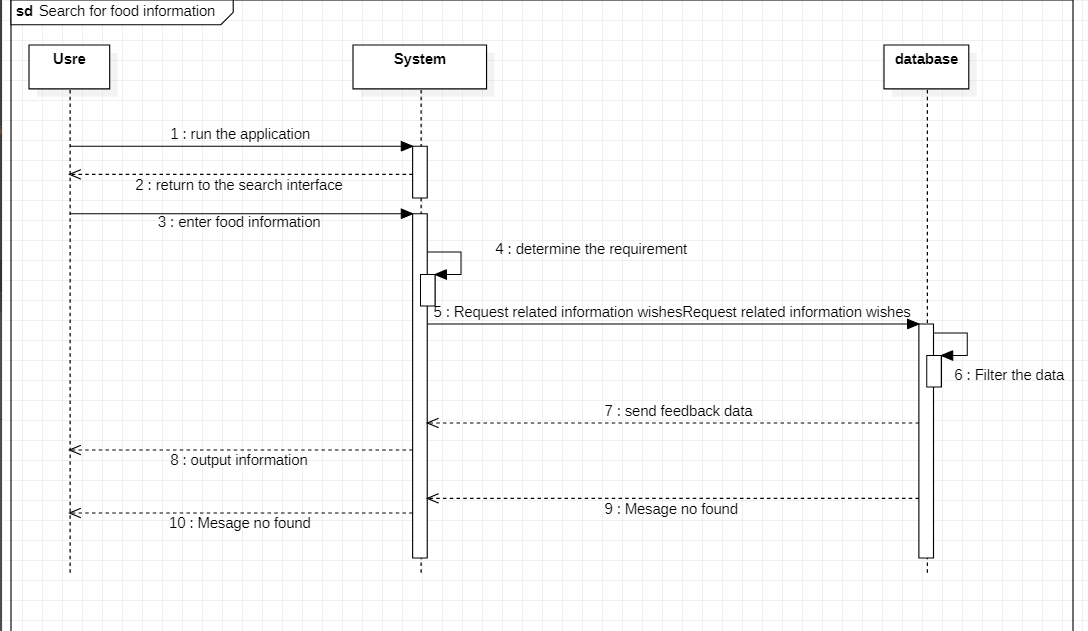 sd Search for food information
Usre
System
database
1 : run the application
2 : return to the search interface
3 : enter food information
4 : determine the requirement
5 : Request related information wishesRequest related information wishes
6 : Filter the data
7 : send feedback data
8 : output information
9 : Mesage no found
10 : Mesage no found